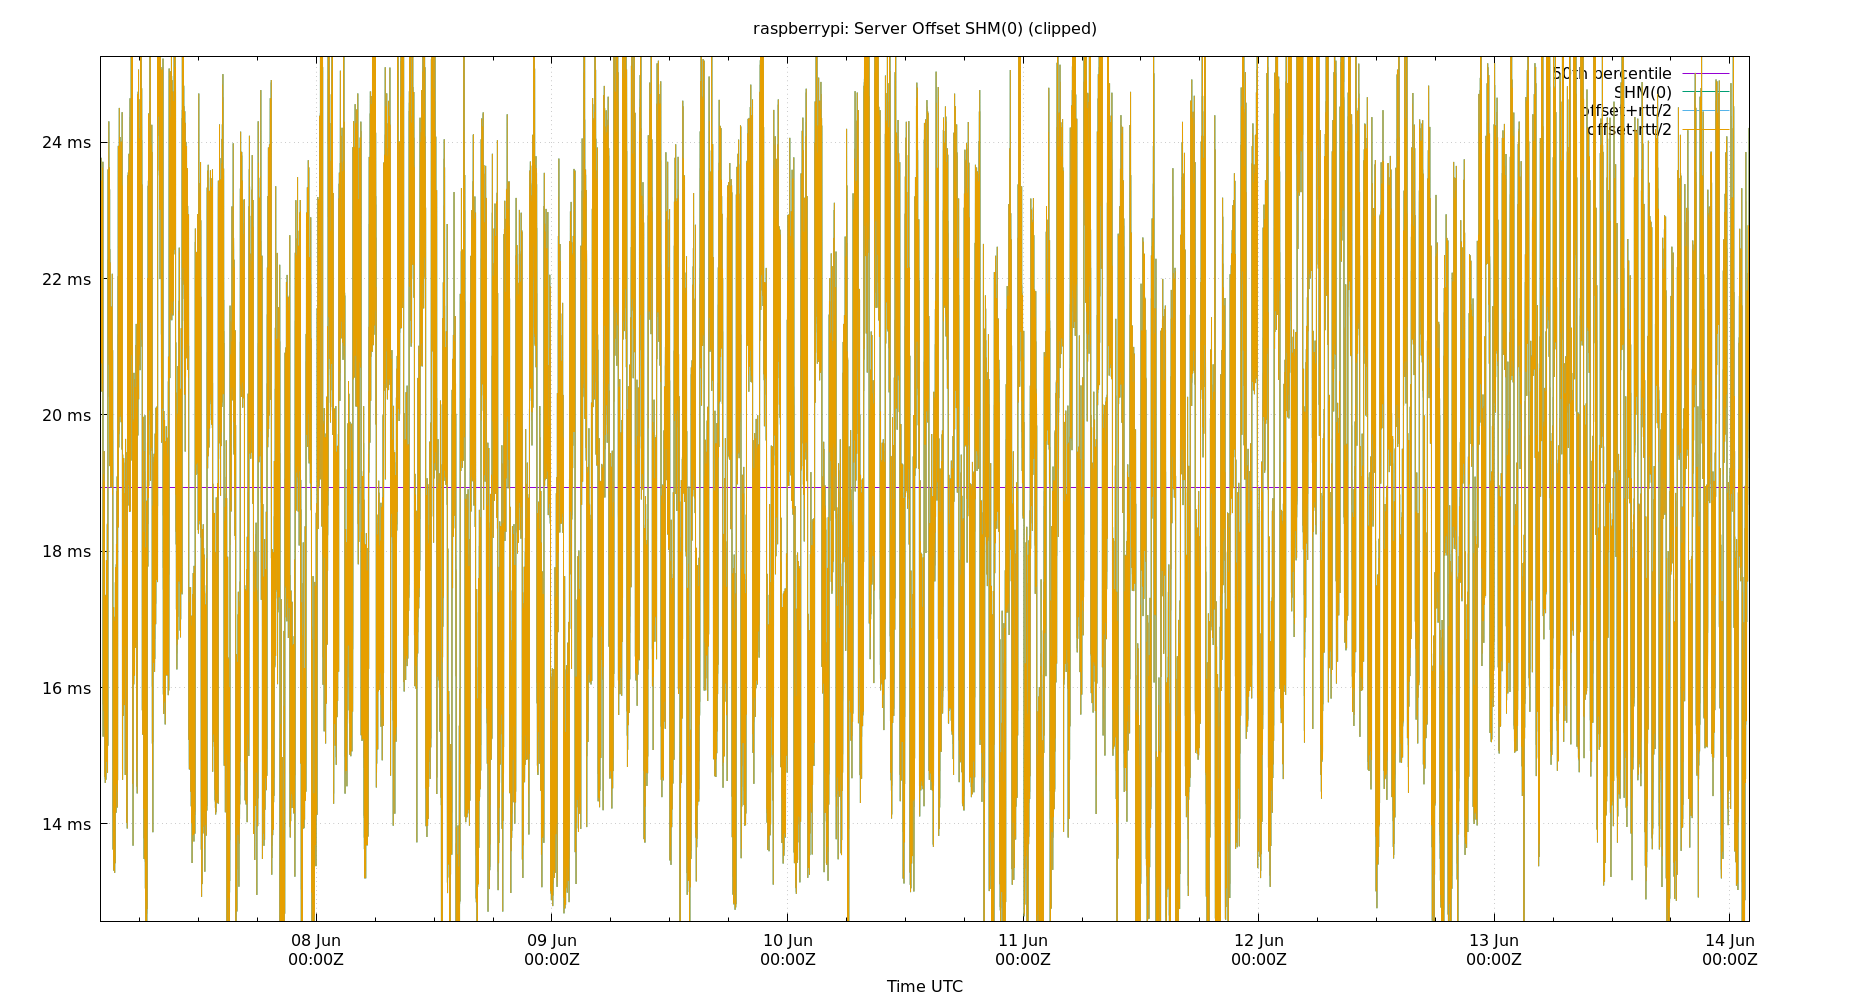 raspberrypi: Server Offset SHM(0) (clipped)
50th percentile
SHM(0)
offset+rtt/2
offset-rtt/2
24 ms
22 ms
20 ms
18 ms
16 ms
14 ms
08 Jun
00:00Z
09 Jun
00:00Z
10 Jun
00:00Z
11 Jun
00:00Z
12 Jun
00:00Z
13 Jun
00:00Z
14 Jun
00:00Z
Time UTC